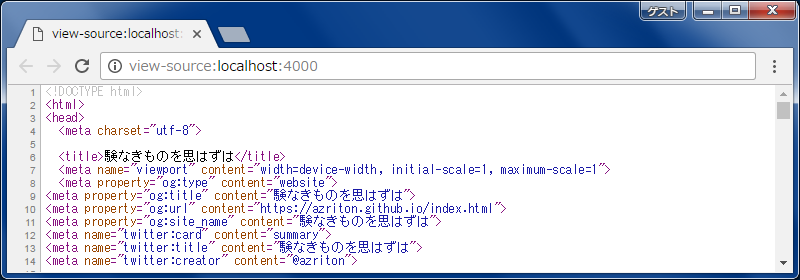 ゲスト
view-source:localhost:
view-source:localhost:4000
1 <!DOCTYPE html>
2 <html>
3 <head>
4 <meta charset="utf-8">
5
6 <title>験なきものを思はずは</title>
7 <meta name="viewport" content="width=device-width, initial-scale=1, maximum-scale=1">
8 <meta property="og:type" content="website">
9 <meta property="og:title" content="験なきものを思はずは">
10 <meta property="og:url" content="https://azriton.github.io/index.html">
11 <meta property="og:site_name" content="験なきものを思はずは">
12 <meta name="twitter:card" content="summary">
13 <meta name="twitter:title" content="験なきものを思はずは">
14 <meta name="twitter:creator" content="@azriton">